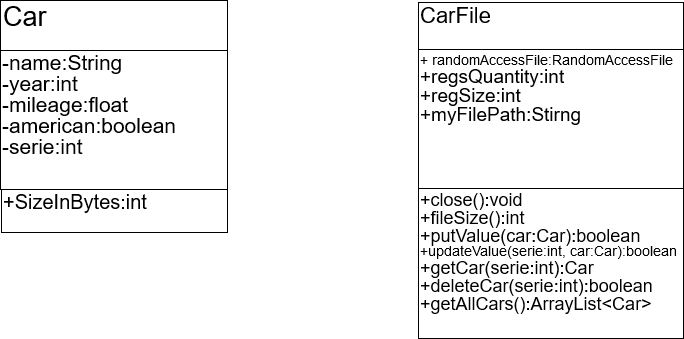 Car
-name:String
-year:int
-mileage:float
-american:boolean
-serie:int
+SizeInBytes:int
CarFile
+ randomAccessFile:RandomAccessFile
+regsQuantity:int
+regSize:int
+myFilePath:Stirng
+close():void
+fileSize():int
+putValue(car:Car):boolean
+updateValue(serie:int, car:Car):boolean
+getCar(serie:int):Car
+deleteCar(serie:int):boolean
+getAllCars():ArrayList<Car>